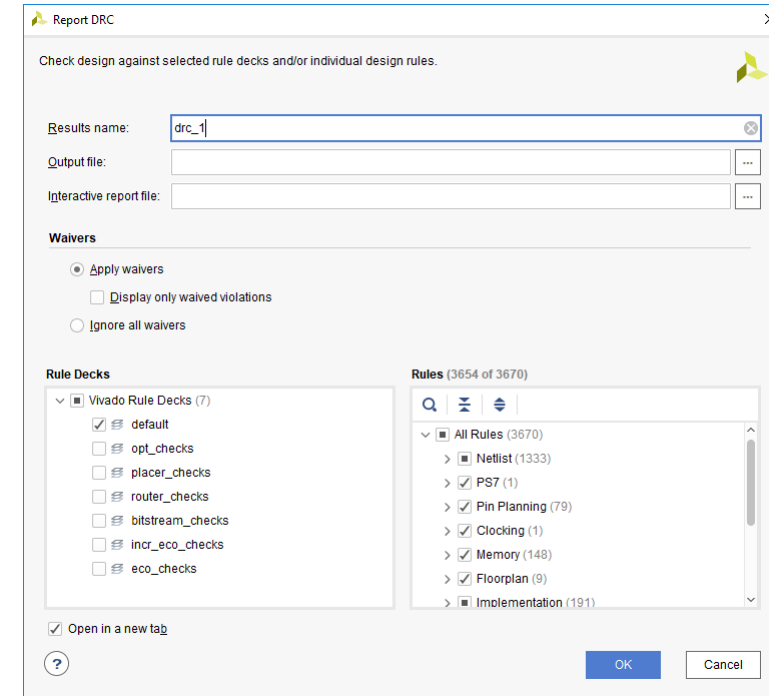 Report DRC
Check design against selected rule decks and/or individual design rules.
Results name: drc_1
Output file: ...
Interactive report file: ...
Waivers
Apply waivers
Display only waived violations
Ignore all waivers
Rule Decks
Vivado Rule Decks (7)
default
opt_checks
placer_checks
router_checks
bitstream_checks
incr_eco_checks
eco_checks
Rules (3654 of 3670)
All Rules (3670)
Netlist (1333)
PS7 (1)
Pin Planning (79)
Clocking (1)
Memory (148)
Floorplan (9)
Implementation (191)
Open in a new tab
? OK Cancel